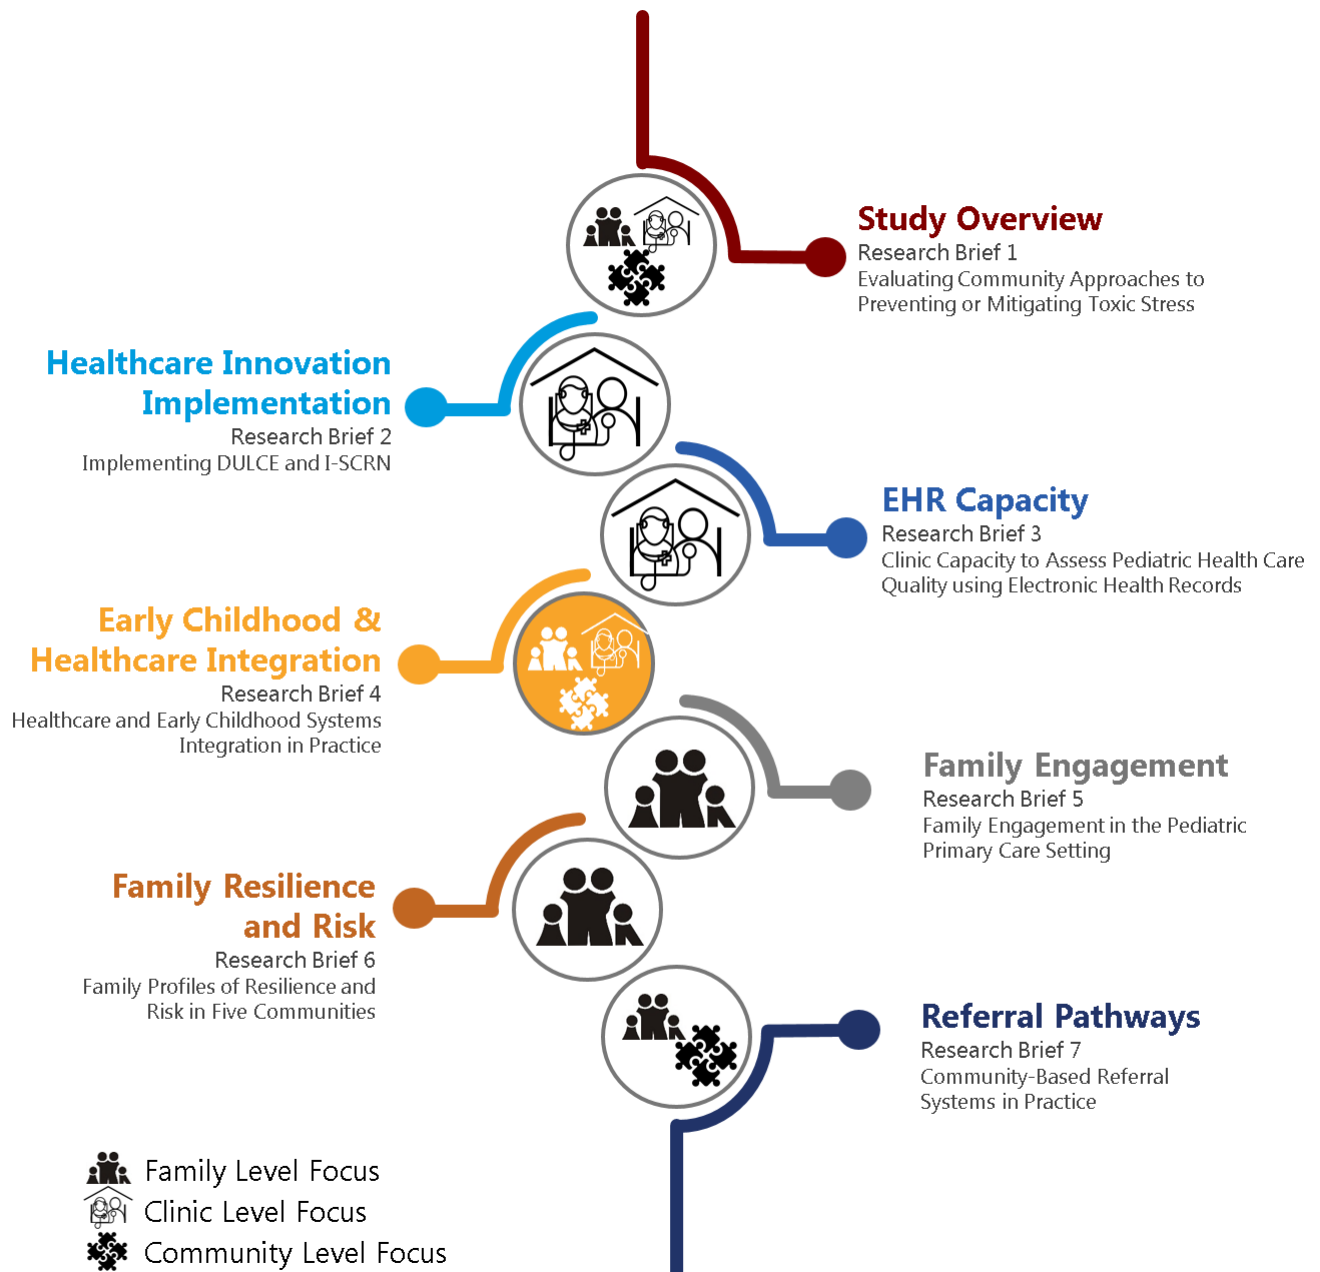 Study Overview
Research Brief 1
Evaluating Community Approaches to
Preventing or Mitigating Toxic Stress
Healthcare Innovation
Implementation
Research Brief 2
Implementing DULCE and I-SCRN
EHR Capacity
Research Brief 3
Clinic Capacity to Assess Pediatric Health Care
Quality using Electronic Health Records
Early Childhood &
Healthcare Integration
Research Brief 4
Healthcare and Early Childhood Systems
Integration in Practice
Family Engagement
Research Brief 5
Family Engagement in the Pediatric
Primary Care Setting
Family Resilience
and Risk
Research Brief 6
Family Profiles of Resilience and
Risk in Five Communities
Referral Pathways
Research Brief 7
Community-Based Referral
Systems in Practice
Family Level Focus
Clinic Level Focus
Community Level Focus